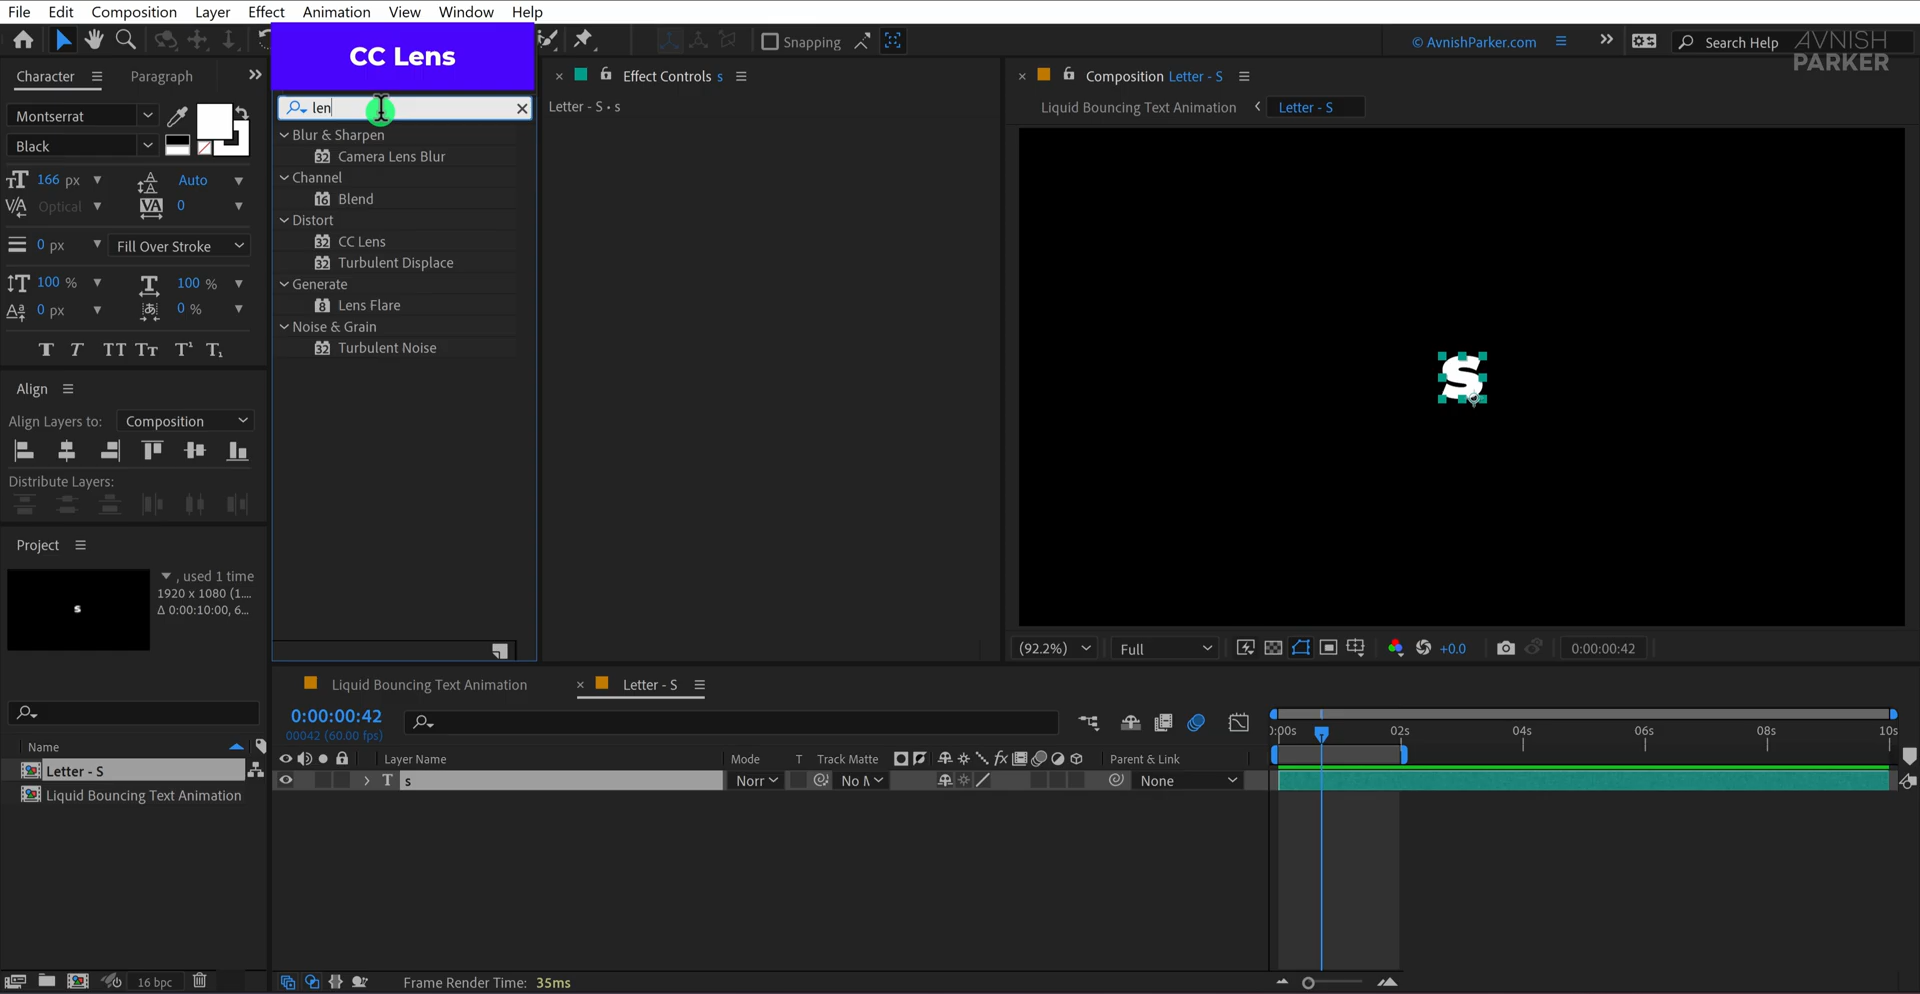 File Edit Composition Layer Effect Animation View Window Help
CC Lens
Snapping
© AvnishParker.com
Search Help
AVNISH
PARKER
Character Paragraph
Montserrat
Black
166 px
Auto
Optical
0
0 px
Fill Over Stroke
100 %
100 %
0 px
0 %
Align
Align Layers to: Composition
Distribute Layers:
Project
, used 1 time
1920 x 1080 (1....
Δ 0:00:10:00, 6...
s
Name
Letter - S
Liquid Bouncing Text Animation
16 bpc
len
Blur & Sharpen
32 Camera Lens Blur
Channel
16 Blend
Distort
32 CC Lens
32 Turbulent Displace
Generate
8 Lens Flare
Noise & Grain
32 Turbulent Noise
Effect Controls s
Letter - S • s
Composition Letter - S
Liquid Bouncing Text Animation
Letter - S
s
(92.2%)
Full
+0.0
0:00:00:42
Liquid Bouncing Text Animation
Letter - S
0:00:00:42
00042 (60.00 fps)
:00s 02s 04s 06s 08s 10s
Layer Name Mode T Track Matte fx Parent & Link
T s Norr No M None
Frame Render Time: 35ms